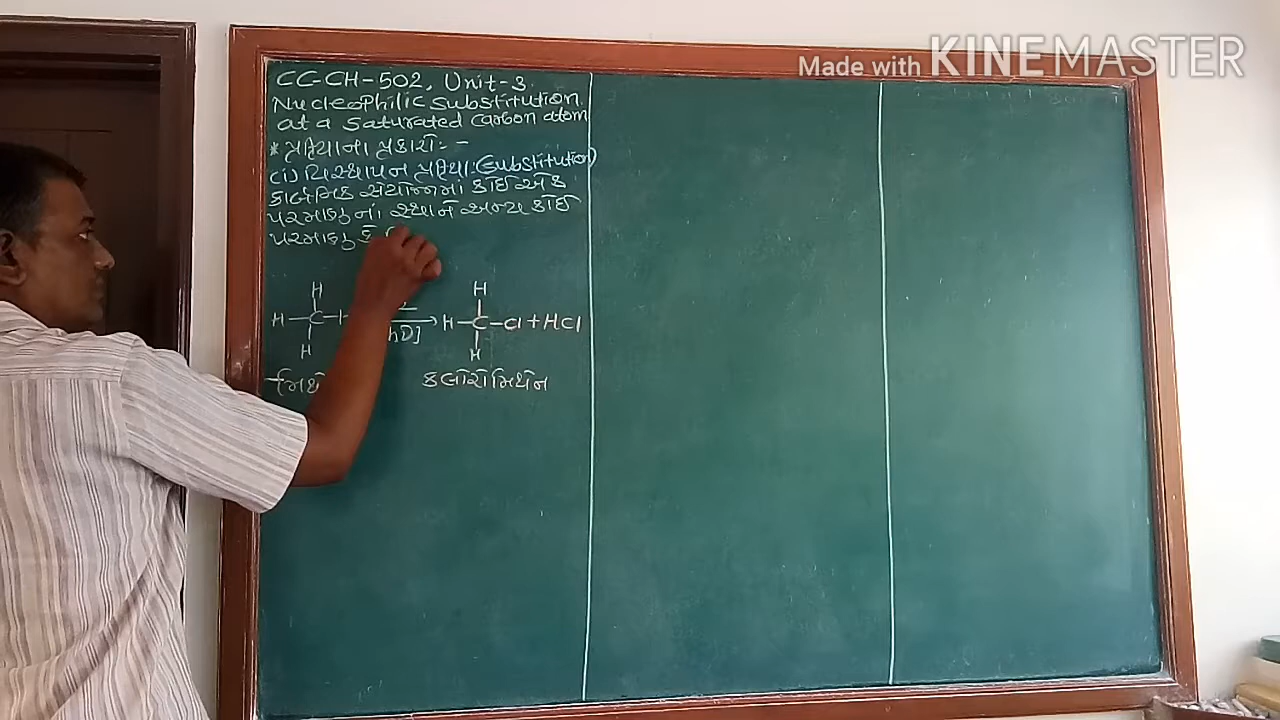 Made with KINEMASTER
CC-CH-502, Unit-3.
Nucleophilic Substitution
at a Saturated Carbon atom
* પ્રક્રિયાના પ્રકારો:-
(i) વિસ્થાપન પ્રક્રિયા:(Substitution)
કાર્બનિક સંયોજનમાં કોઈ એક
પરમાણુનાં સ્થાને અન્ય કોઈ
પરમાણુ કે
H H
H-C- → H-C-Cl+HCl
H H
ક્લોરોમિથેન